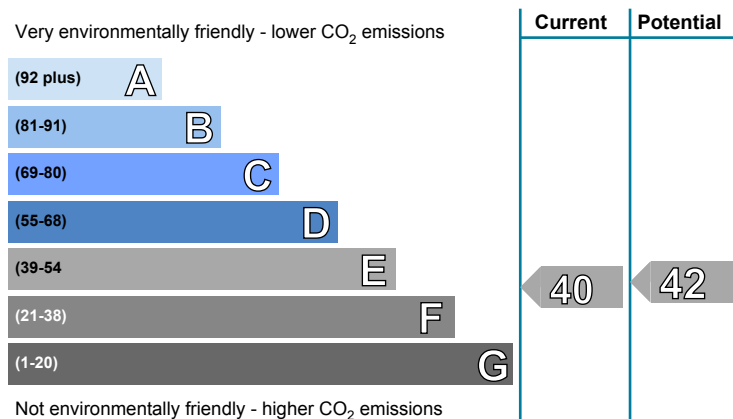 Very environmentally friendly - lower CO2 emissions
Current
Potential
(92 plus) A
(81-91) B
(69-80) C
(55-68) D
(39-54 E
40
42
(21-38) F
(1-20) G
Not environmentally friendly - higher CO2 emissions